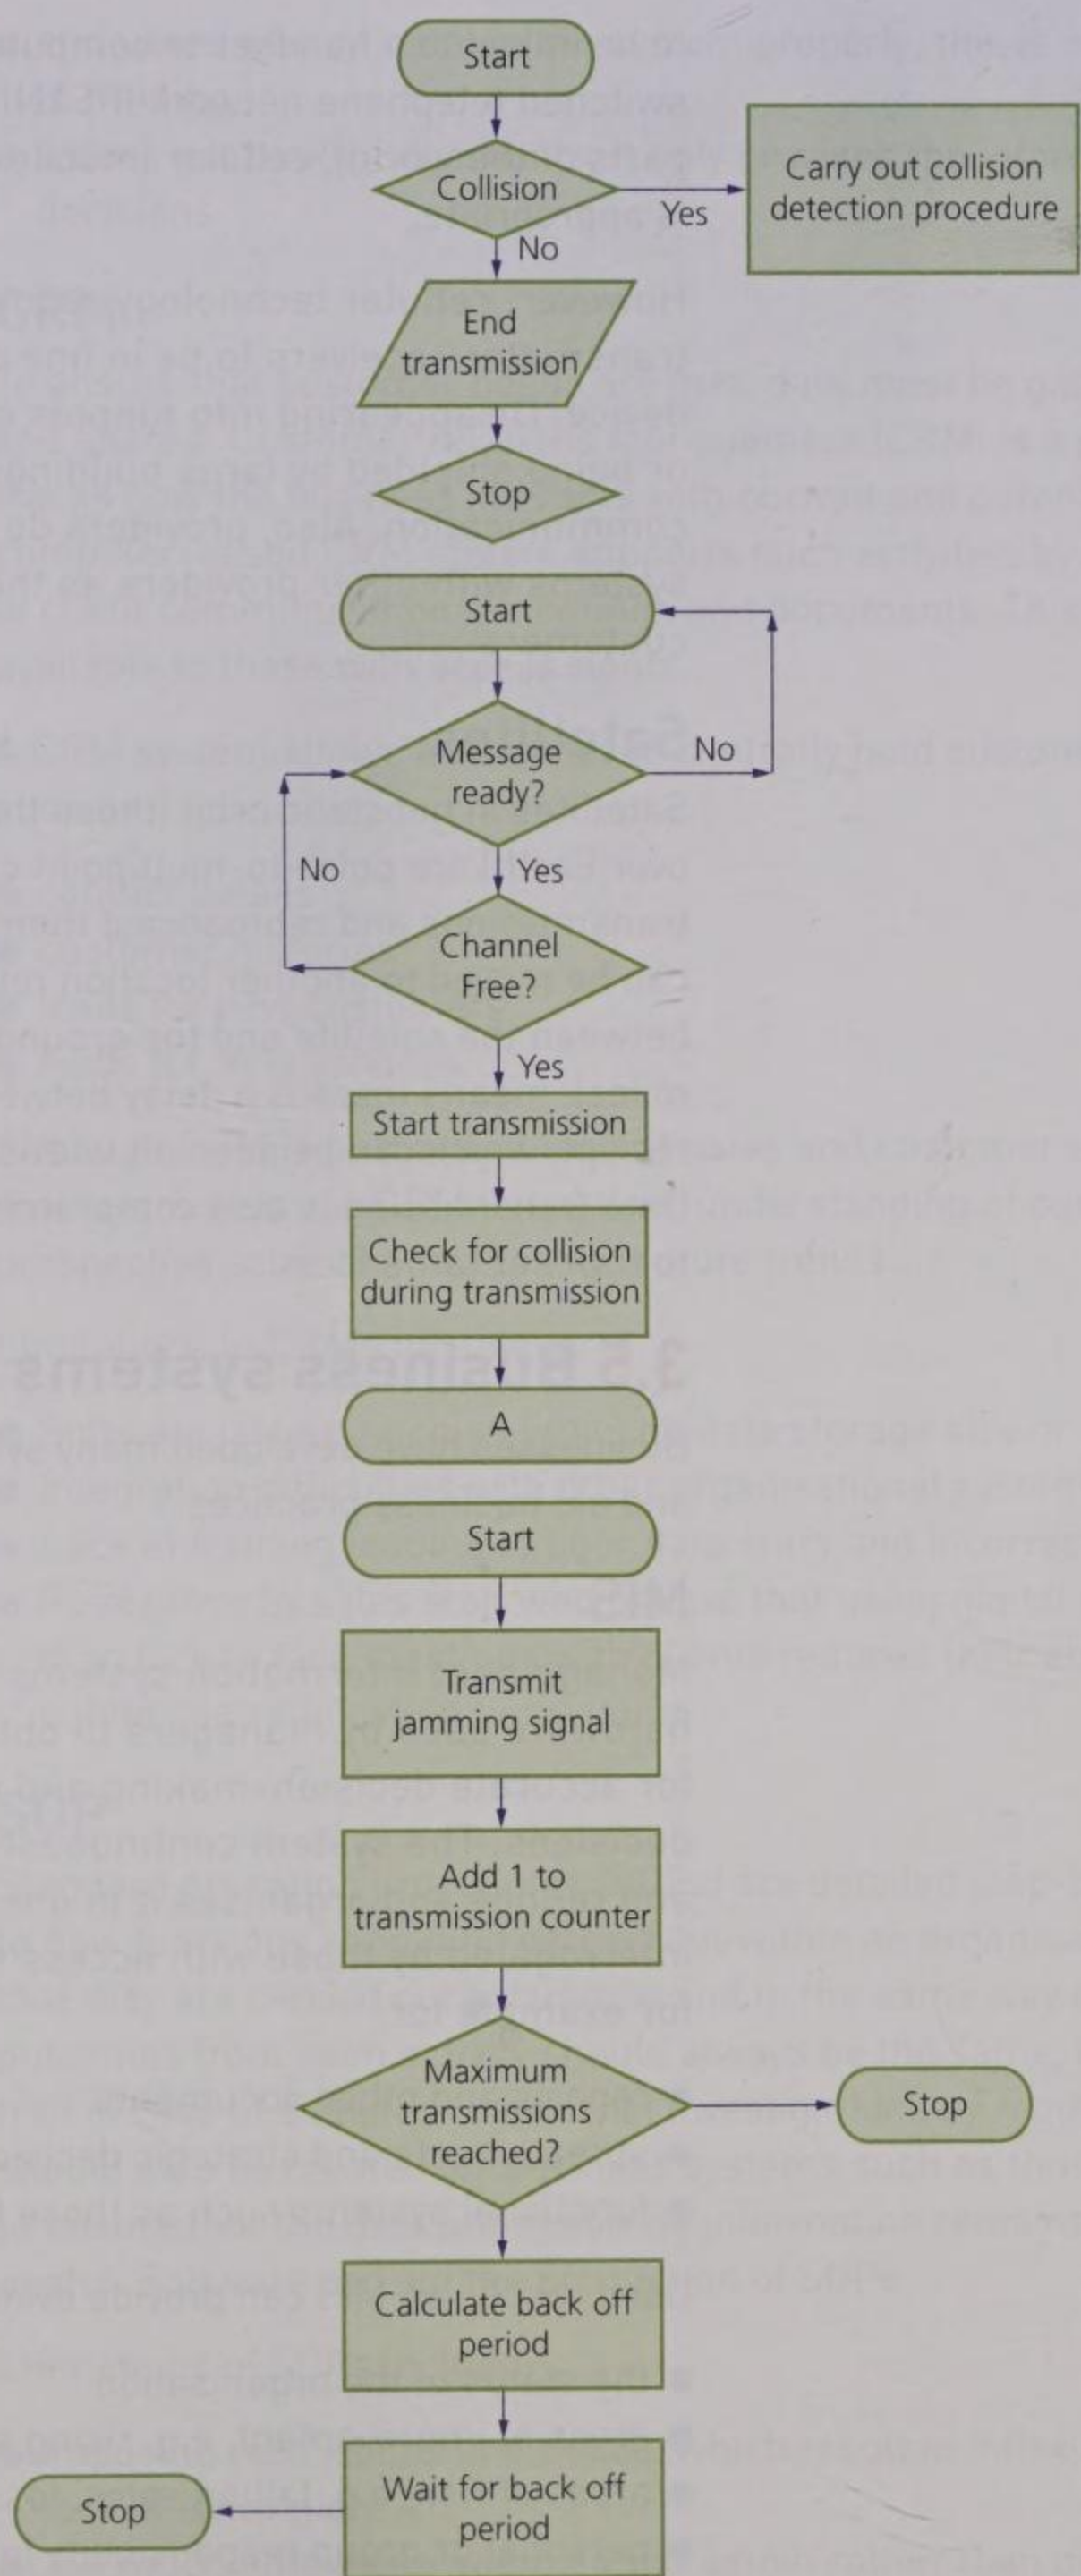 Start
Collision
Yes
Carry out collision
detection procedure
No
End
transmission
Stop
Start
Message
ready?
No
No
Yes
Channel
Free?
Yes
Start transmission
Check for collision
during transmission
A
Start
Transmit
jamming signal
Add 1 to
transmission counter
Maximum
transmissions
reached?
Stop
Calculate back off
period
Wait for back off
period
Stop